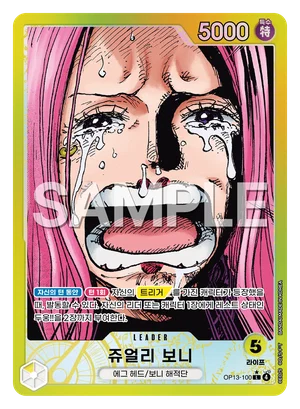 특수
5000 特
SAMPLE
자신의 턴 동안 턴 1회 자신의 트리거 를 가진 캐릭터가 등장했을
때, 발동할 수 있다. 자신의 리더 또는 캐릭터 1장에게 레스트 상태인
두웅!!을 2장까지 부여한다.
LEADER
쥬얼리 보니
에그 헤드/보니 해적단
5
라이프
OP13-100 L 4